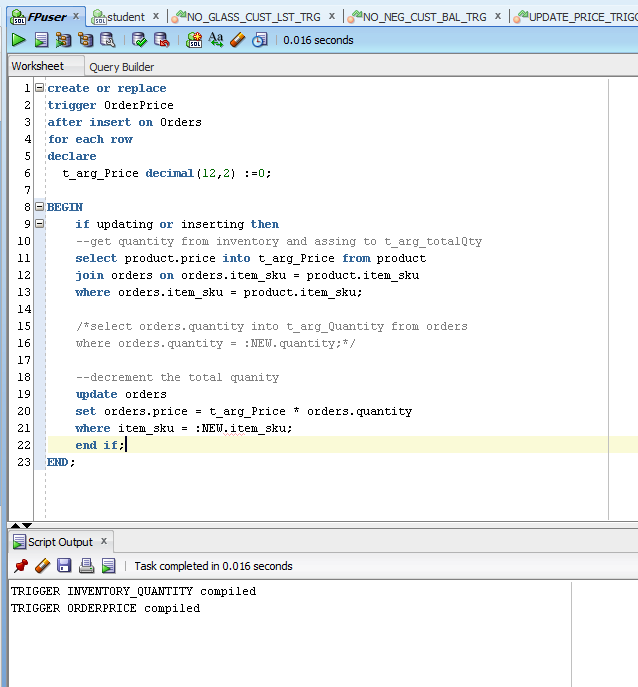 FPuser x student x NO_GLASS_CUST_LST_TRG x NO_NEG_CUST_BAL_TRG x UPDATE_PRICE_TRIGG
0.016 seconds
Worksheet Query Builder
1 create or replace
2 trigger OrderPrice
3 after insert on Orders
4 for each row
5 declare
6 t_arg_Price decimal(12,2) :=0;
7
8 BEGIN
9 if updating or inserting then
10 --get quantity from inventory and assing to t_arg_totalQty
11 select product.price into t_arg_Price from product
12 join orders on orders.item_sku = product.item_sku
13 where orders.item_sku = product.item_sku;
14
15 /*select orders.quantity into t_arg_Quantity from orders
16 where orders.quantity = :NEW.quantity;*/
17
18 --decrement the total quanity
19 update orders
20 set orders.price = t_arg_Price * orders.quantity
21 where item_sku = :NEW.item_sku;
22 end if;
23 END;
Script Output x
Task completed in 0.016 seconds
TRIGGER INVENTORY_QUANTITY compiled
TRIGGER ORDERPRICE compiled